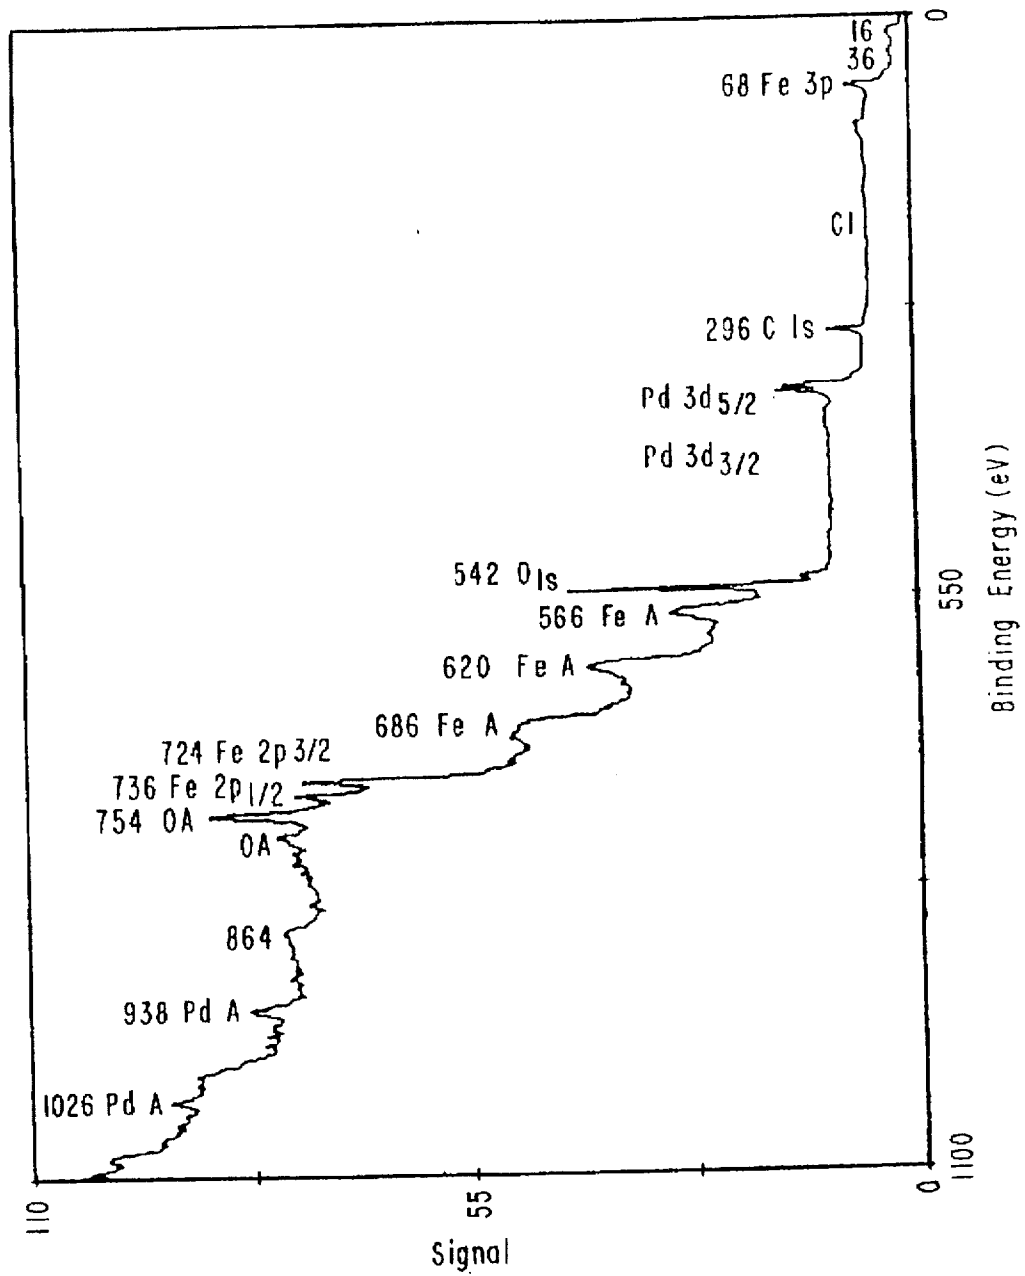 0
16
36
68 Fe 3p
Cl
296 C 1s
Pd 3d5/2
Pd 3d3/2
542 O1s
566 Fe A
620 Fe A
686 Fe A
724 Fe 2p 3/2
736 Fe 2p1/2
754 OA
OA
864
938 Pd A
1026 Pd A
550
Binding Energy (eV)
1100
110
55
0
Signal